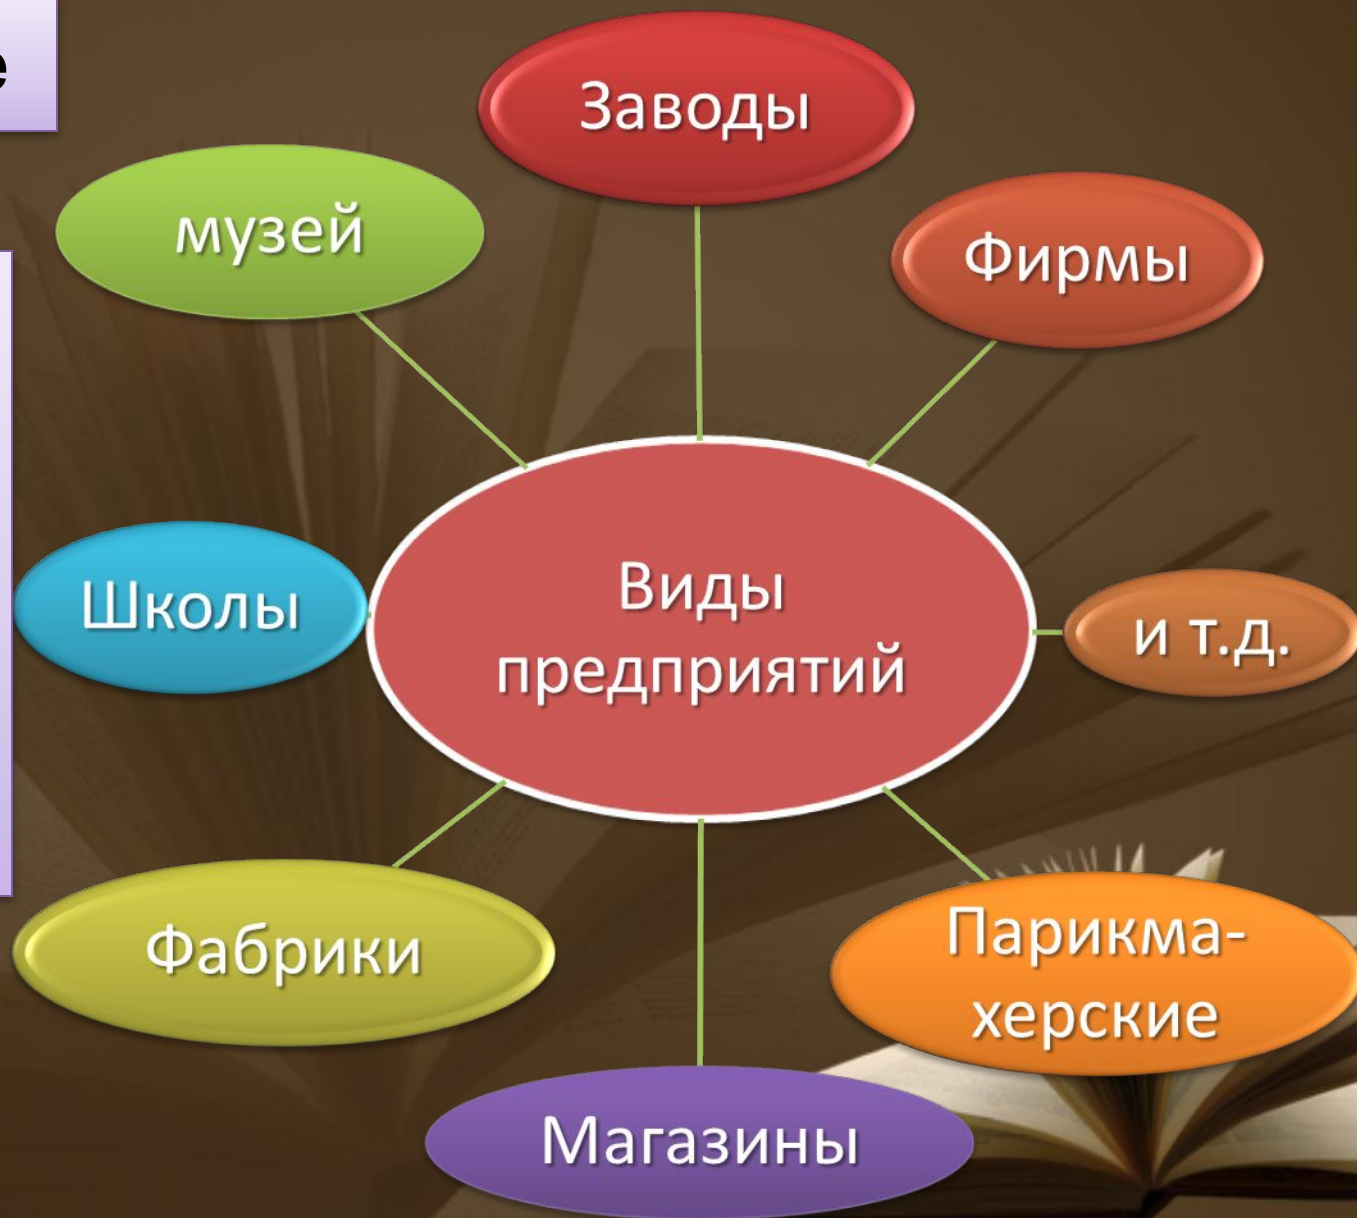 е
Заводы
музей
Фирмы
Виды
предприятий
Школы
и т.д.
Фабрики
Парикма-
херские
Магазины